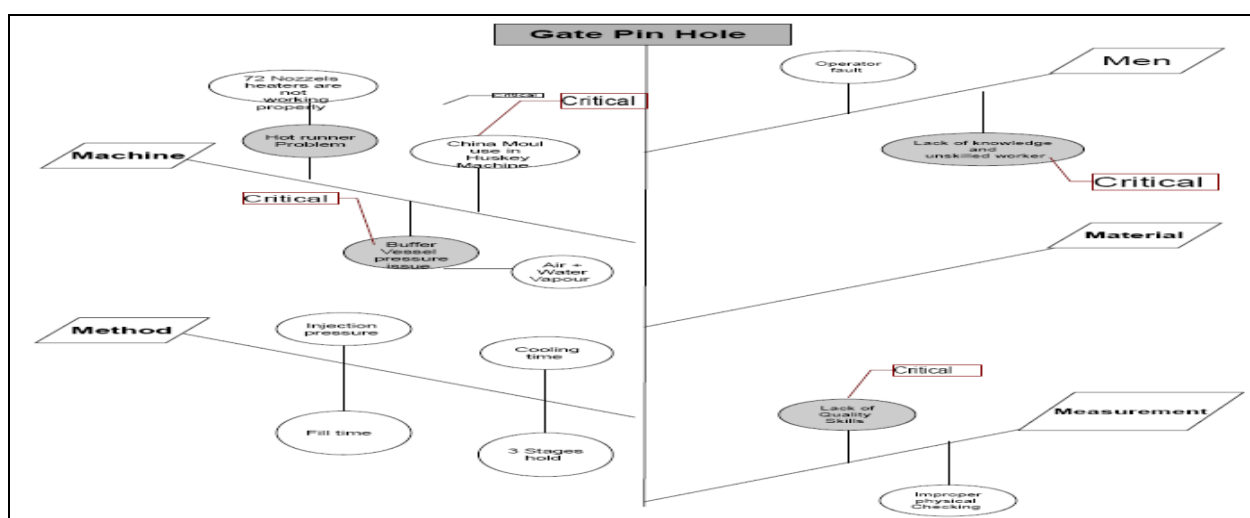 Gate Pin Hole
72 Nozzels
heaters are
not
working
properly
Hot runner
Problem
Machine
Critical
Critical
China Moul
use in
Huskey
Machine
Critical
Buffer
Vessel
pressure
issue
Air +
Water
Vapour
Method
Injection
pressure
Cooling
time
Fill time
3 Stages
hold
Operator
fault
Men
Lack of knowledge
and
unskilled worker
Critical
Material
Critical
Lack of
Quality
Skills
Measurement
Improper
physical
Checking